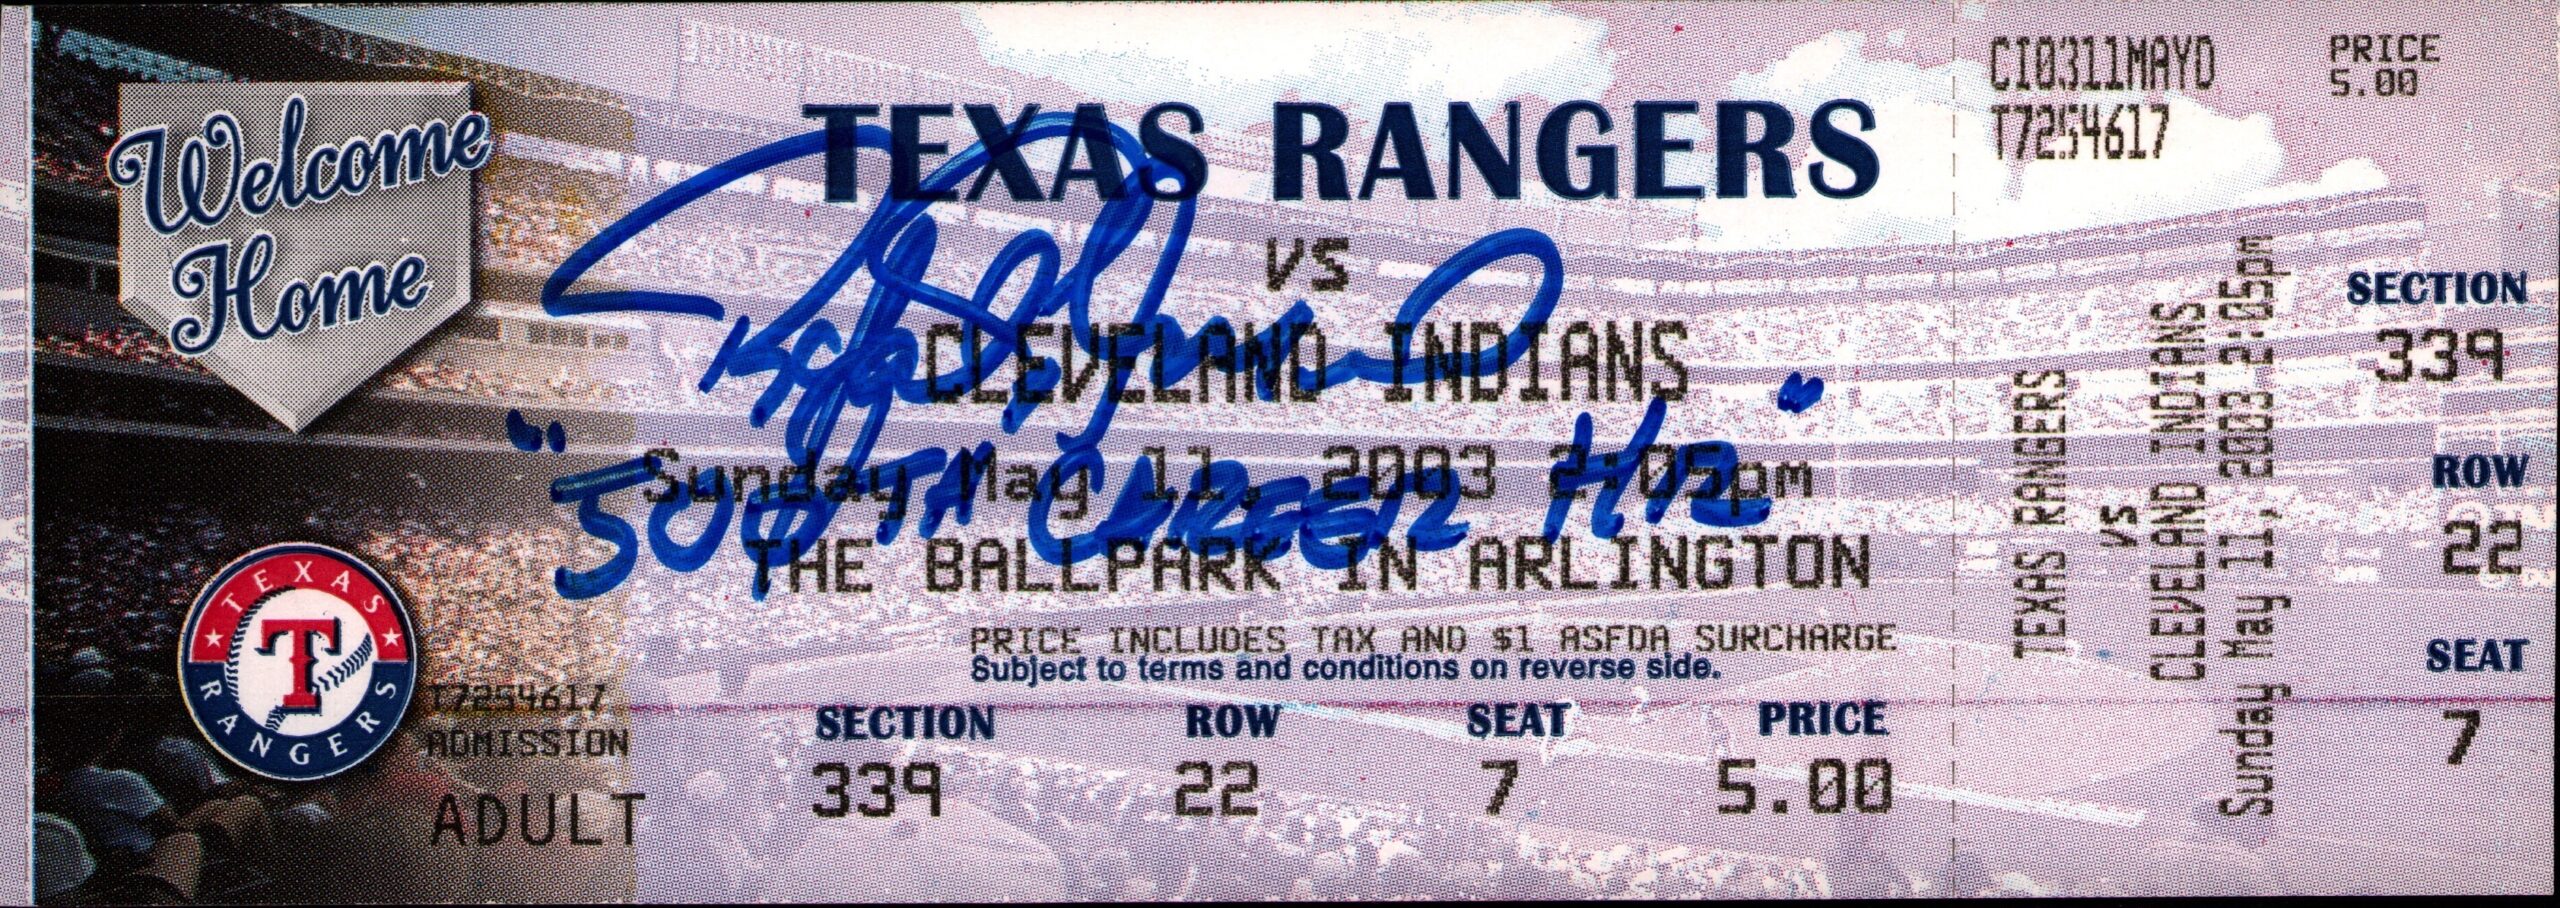 Welcome
Home
TEXAS RANGERS
VS
CLEVELAND INDIANS
"500TH CAREER HR"
Sunday May 11, 2003 2:05pm
THE BALLPARK IN ARLINGTON
PRICE INCLUDES TAX AND $1 ASFDA SURCHARGE
Subject to terms and conditions on reverse side.
TEXAS
T
RANGERS
T7254617
ADMISSION
ADULT
SECTION ROW SEAT PRICE
339 22 7 5.00
CI0311MAYD
T7254617
PRICE
5.00
TEXAS RANGERS
VS
CLEVELAND INDIANS
Sunday May 11, 2003 2:05pm
SECTION
339
ROW
22
SEAT
7